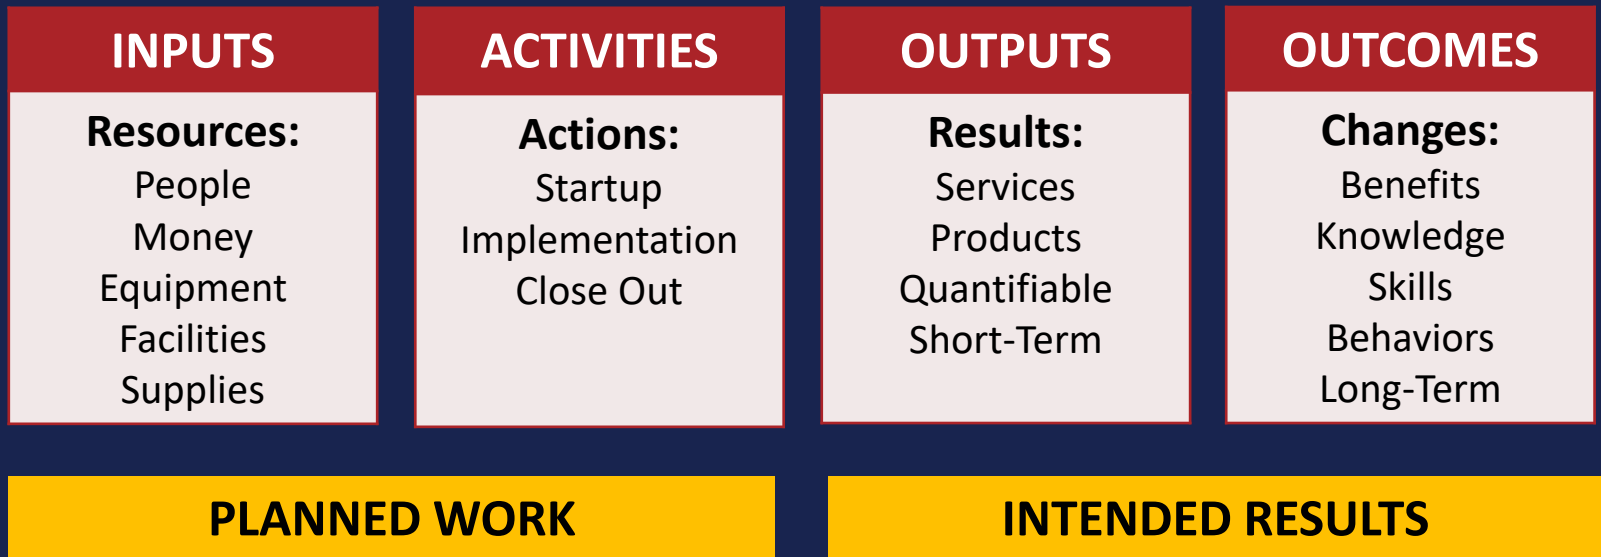 INPUTS
Resources:
People
Money
Equipment
Facilities
Supplies
ACTIVITIES
Actions:
Startup
Implementation
Close Out
OUTPUTS
Results:
Services
Products
Quantifiable
Short-Term
OUTCOMES
Changes:
Benefits
Knowledge
Skills
Behaviors
Long-Term
PLANNED WORK
INTENDED RESULTS